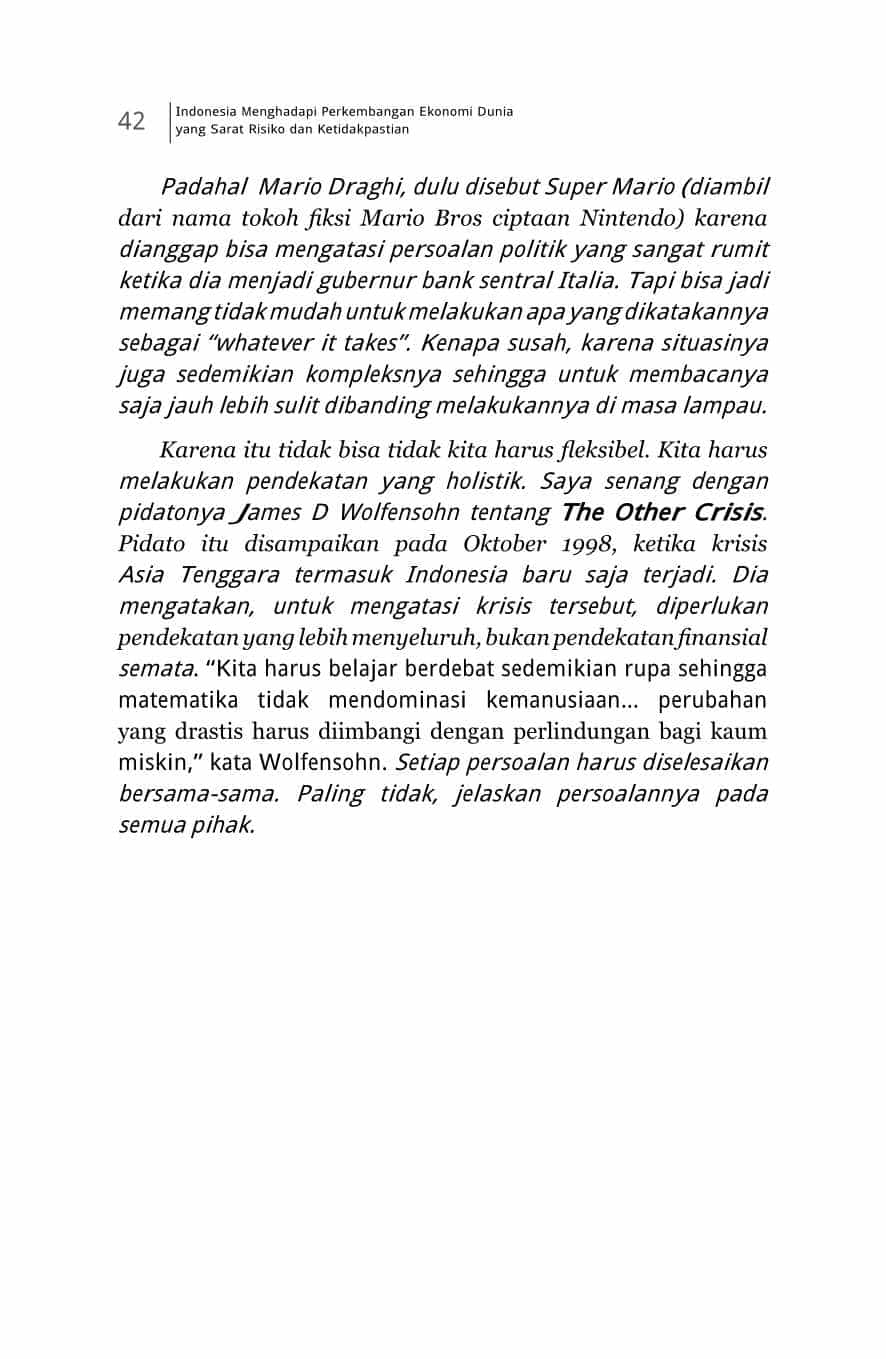 42
Indonesia Menghadapi Perkembangan Ekonomi Dunia
yang Sarat Risiko dan Ketidakpastian
Padahal Mario Draghi, dulu disebut Super Mario (diambil
dari nama tokoh fiksi Mario Bros ciptaan Nintendo) karena
dianggap bisa mengatasi persoalan politik yang sangat rumit
ketika dia menjadi gubernur bank sentral Italia. Tapi bisa jadi
memang tidak mudah untuk melakukan apa yang dikatakannya
sebagai “whatever it takes”. Kenapa susah, karena situasinya
juga sedemikian kompleksnya sehingga untuk membacanya
saja jauh lebih sulit dibanding melakukannya di masa lampau.
Karena itu tidak bisa tidak kita harus fleksibel. Kita harus
melakukan pendekatan yang holistik. Saya senang dengan
pidatonya James D Wolfensohn tentang The Other Crisis.
Pidato itu disampaikan pada Oktober 1998, ketika krisis
Asia Tenggara termasuk Indonesia baru saja terjadi. Dia
mengatakan, untuk mengatasi krisis tersebut, diperlukan
pendekatan yang lebih menyeluruh, bukan pendekatan finansial
semata. “Kita harus belajar berdebat sedemikian rupa sehingga
matematika tidak mendominasi kemanusiaan... perubahan
yang drastis harus diimbangi dengan perlindungan bagi kaum
miskin,” kata Wolfensohn. Setiap persoalan harus diselesaikan
bersama-sama. Paling tidak, jelaskan persoalannya pada
semua pihak.